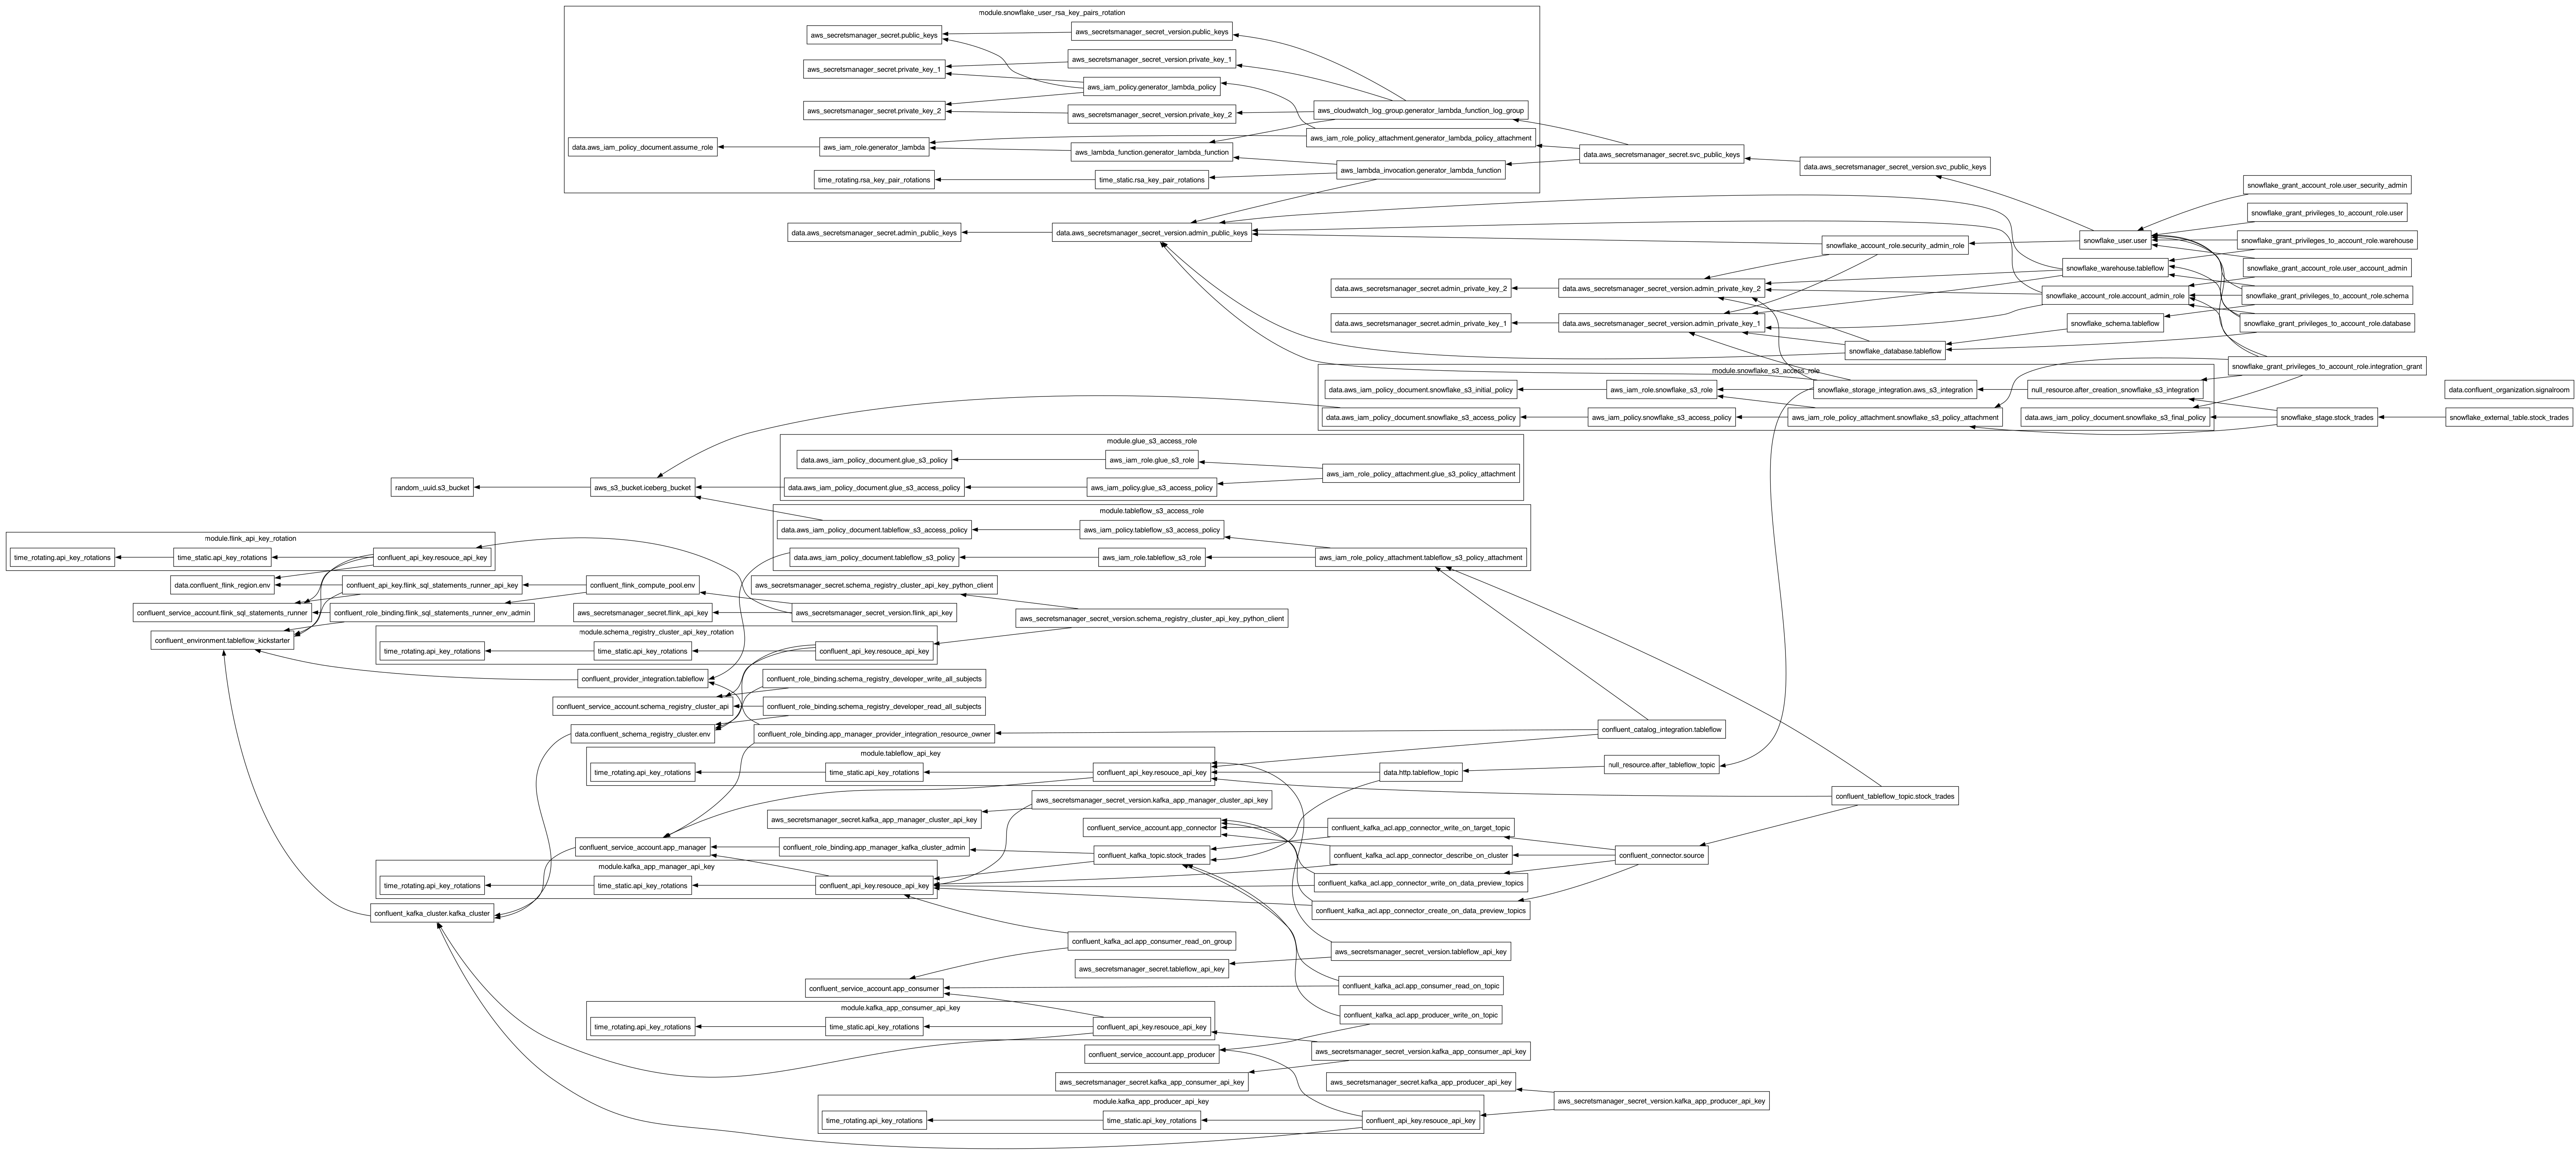 module.snowflake_user_rsa_key_pairs_rotation
aws_secretsmanager_secret.public_keys
aws_secretsmanager_secret_version.public_keys
aws_secretsmanager_secret.private_key_1
aws_secretsmanager_secret_version.private_key_1
aws_iam_policy.generator_lambda_policy
aws_secretsmanager_secret.private_key_2
aws_secretsmanager_secret_version.private_key_2
aws_cloudwatch_log_group.generator_lambda_function_log_group
aws_iam_role_policy_attachment.generator_lambda_policy_attachment
data.aws_iam_policy_document.assume_role
aws_iam_role.generator_lambda
aws_lambda_function.generator_lambda_function
aws_lambda_invocation.generator_lambda_function
time_rotating.rsa_key_pair_rotations
time_static.rsa_key_pair_rotations
data.aws_secretsmanager_secret.svc_public_keys
data.aws_secretsmanager_secret_version.svc_public_keys
snowflake_grant_account_role.user_security_admin
snowflake_grant_privileges_to_account_role.user
data.aws_secretsmanager_secret.admin_public_keys
data.aws_secretsmanager_secret_version.admin_public_keys
snowflake_account_role.security_admin_role
snowflake_user.user
snowflake_grant_privileges_to_account_role.warehouse
snowflake_warehouse.tableflow
snowflake_grant_account_role.user_account_admin
data.aws_secretsmanager_secret.admin_private_key_2
data.aws_secretsmanager_secret_version.admin_private_key_2
snowflake_account_role.account_admin_role
snowflake_grant_privileges_to_account_role.schema
data.aws_secretsmanager_secret.admin_private_key_1
data.aws_secretsmanager_secret_version.admin_private_key_1
snowflake_schema.tableflow
snowflake_grant_privileges_to_account_role.database
snowflake_database.tableflow
snowflake_grant_privileges_to_account_role.integration_grant
module.snowflake_s3_access_role
data.aws_iam_policy_document.snowflake_s3_initial_policy
aws_iam_role.snowflake_s3_role
snowflake_storage_integration.aws_s3_integration
null_resource.after_creation_snowflake_s3_integration
data.confluent_organization.signalroom
data.aws_iam_policy_document.snowflake_s3_access_policy
aws_iam_policy.snowflake_s3_access_policy
aws_iam_role_policy_attachment.snowflake_s3_policy_attachment
data.aws_iam_policy_document.snowflake_s3_final_policy
snowflake_stage.stock_trades
snowflake_external_table.stock_trades
module.glue_s3_access_role
data.aws_iam_policy_document.glue_s3_policy
aws_iam_role.glue_s3_role
aws_iam_role_policy_attachment.glue_s3_policy_attachment
random_uuid.s3_bucket
aws_s3_bucket.iceberg_bucket
data.aws_iam_policy_document.glue_s3_access_policy
aws_iam_policy.glue_s3_access_policy
module.tableflow_s3_access_role
data.aws_iam_policy_document.tableflow_s3_access_policy
aws_iam_policy.tableflow_s3_access_policy
data.aws_iam_policy_document.tableflow_s3_policy
aws_iam_role.tableflow_s3_role
aws_iam_role_policy_attachment.tableflow_s3_policy_attachment
module.flink_api_key_rotation
time_rotating.api_key_rotations
time_static.api_key_rotations
confluent_api_key.resouce_api_key
data.confluent_flink_region.env
confluent_api_key.flink_sql_statements_runner_api_key
confluent_flink_compute_pool.env
aws_secretsmanager_secret.schema_registry_cluster_api_key_python_client
confluent_service_account.flink_sql_statements_runner
confluent_role_binding.flink_sql_statements_runner_env_admin
aws_secretsmanager_secret.flink_api_key
aws_secretsmanager_secret_version.flink_api_key
aws_secretsmanager_secret_version.schema_registry_cluster_api_key_python_client
confluent_environment.tableflow_kickstarter
module.schema_registry_cluster_api_key_rotation
time_rotating.api_key_rotations
time_static.api_key_rotations
confluent_api_key.resouce_api_key
confluent_provider_integration.tableflow
confluent_role_binding.schema_registry_developer_write_all_subjects
confluent_service_account.schema_registry_cluster_api
confluent_role_binding.schema_registry_developer_read_all_subjects
data.confluent_schema_registry_cluster.env
confluent_role_binding.app_manager_provider_integration_resource_owner
confluent_catalog_integration.tableflow
module.tableflow_api_key
time_rotating.api_key_rotations
time_static.api_key_rotations
confluent_api_key.resouce_api_key
data.http.tableflow_topic
null_resource.after_tableflow_topic
confluent_tableflow_topic.stock_trades
aws_secretsmanager_secret_version.kafka_app_manager_cluster_api_key
aws_secretsmanager_secret.kafka_app_manager_cluster_api_key
confluent_service_account.app_connector
confluent_kafka_acl.app_connector_write_on_target_topic
confluent_service_account.app_manager
confluent_role_binding.app_manager_kafka_cluster_admin
confluent_kafka_topic.stock_trades
confluent_kafka_acl.app_connector_describe_on_cluster
confluent_connector.source
module.kafka_app_manager_api_key
time_rotating.api_key_rotations
time_static.api_key_rotations
confluent_api_key.resouce_api_key
confluent_kafka_acl.app_connector_write_on_data_preview_topics
confluent_kafka_cluster.kafka_cluster
confluent_kafka_acl.app_connector_create_on_data_preview_topics
confluent_kafka_acl.app_consumer_read_on_group
aws_secretsmanager_secret_version.tableflow_api_key
aws_secretsmanager_secret.tableflow_api_key
confluent_service_account.app_consumer
confluent_kafka_acl.app_consumer_read_on_topic
module.kafka_app_consumer_api_key
time_rotating.api_key_rotations
time_static.api_key_rotations
confluent_api_key.resouce_api_key
confluent_kafka_acl.app_producer_write_on_topic
confluent_service_account.app_producer
aws_secretsmanager_secret_version.kafka_app_consumer_api_key
aws_secretsmanager_secret.kafka_app_consumer_api_key
aws_secretsmanager_secret.kafka_app_producer_api_key
module.kafka_app_producer_api_key
aws_secretsmanager_secret_version.kafka_app_producer_api_key
time_rotating.api_key_rotations
time_static.api_key_rotations
confluent_api_key.resouce_api_key